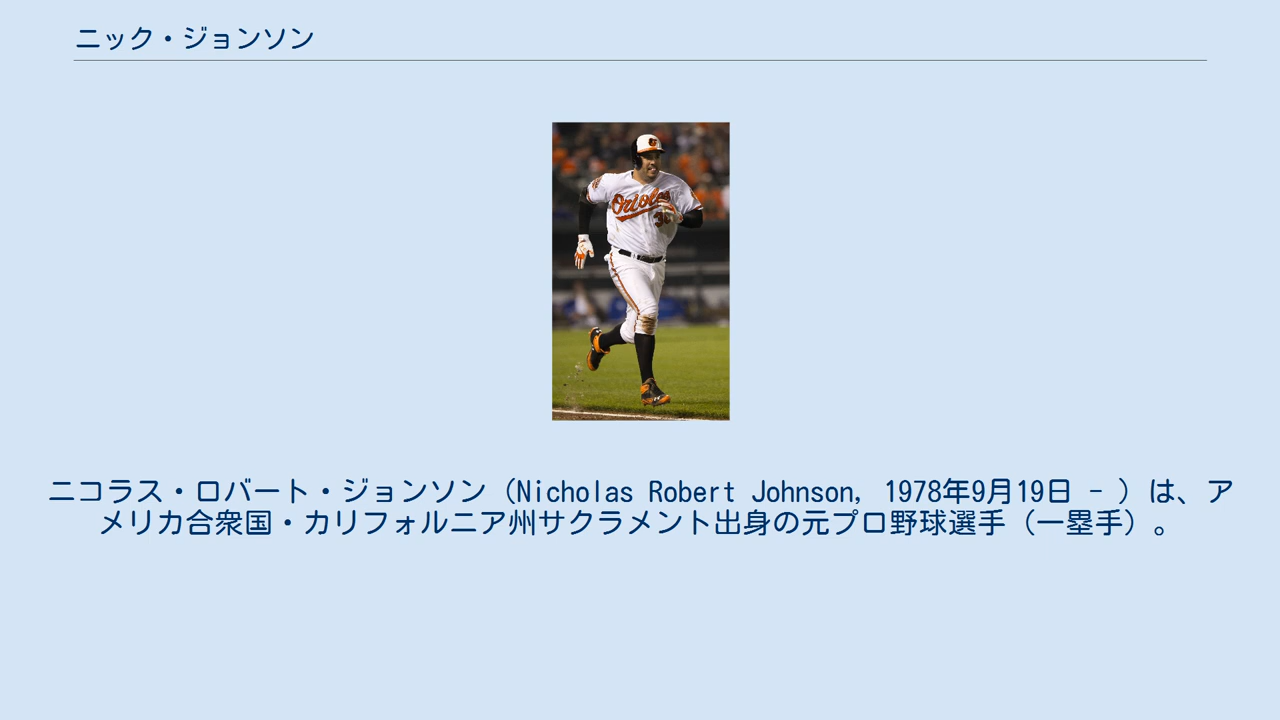 ニック・ジョンソン
Orioles
ニコラス・ロバート・ジョンソン（Nicholas Robert Johnson, 1978年9月19日 - ）は、ア
メリカ合衆国・カリフォルニア州サクラメント出身の元プロ野球選手（一塁手）。